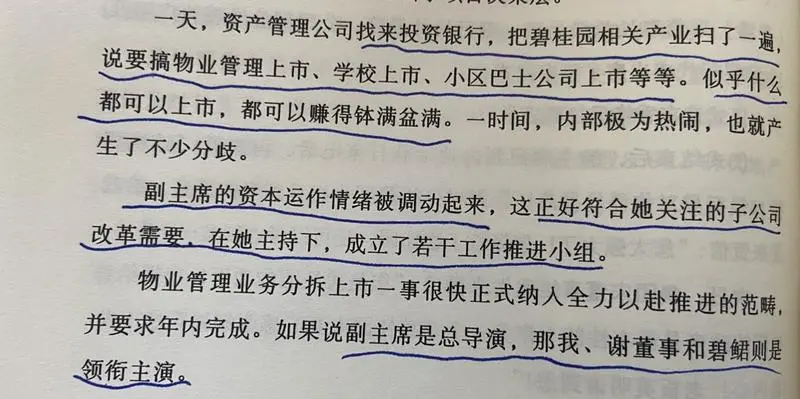 一天，资产管理公司找来投资银行，把碧桂园相关产业扫了一遍，
说要搞物业管理上市、学校上市、小区巴士公司上市等等。似乎什么
都可以上市，都可以赚得钵满盆满。一时间，内部极为热闹，也就产
生了不少分歧。
副主席的资本运作情绪被调动起来，这正好符合她关注的子公司
改革需要，在她主持下，成立了若干工作推进小组。
物业管理业务分拆上市一事很快正式纳入全力以赴推进的范畴，
并要求年内完成。如果说副主席是总导演，那我、谢董事和碧鲲则是
领衔主演。